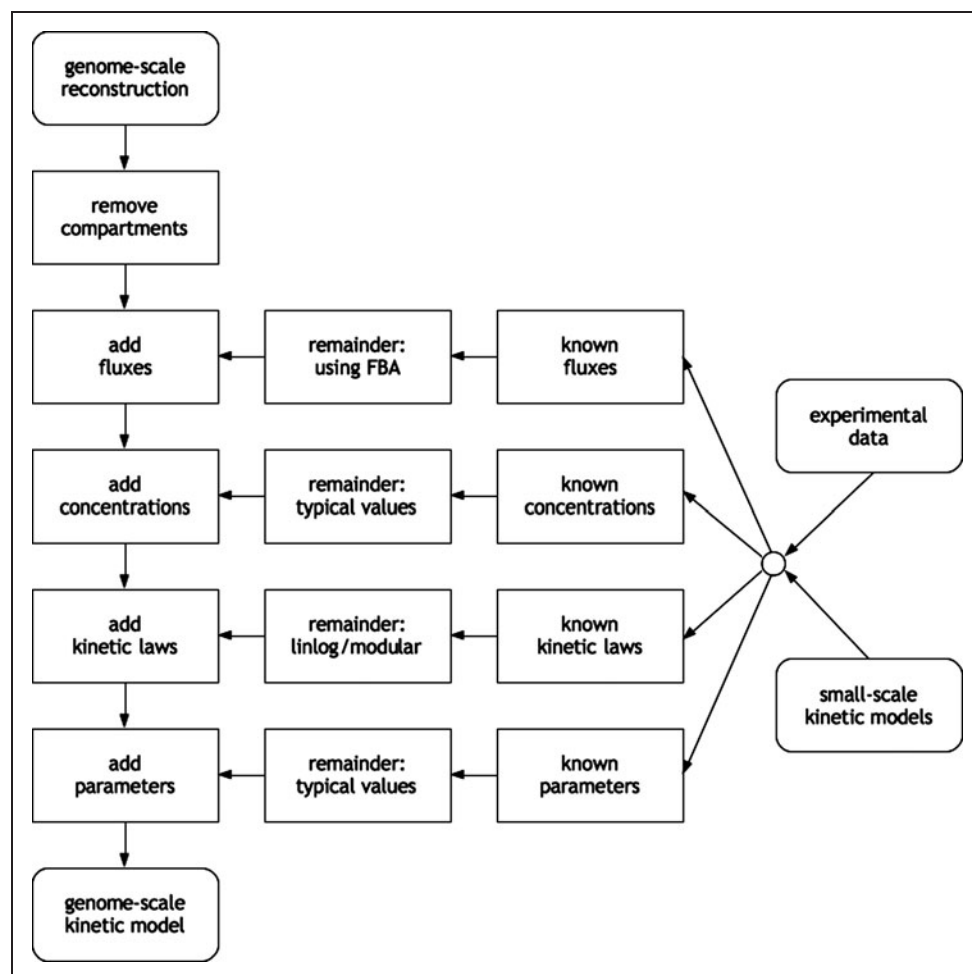 genome-scale
reconstruction
remove
compartments
add
fluxes
remainder:
using FBA
known
fluxes
experimental
data
add
concentrations
remainder:
typical values
known
concentrations
add
kinetic laws
remainder:
linlog/modular
known
kinetic laws
small-scale
kinetic models
add
parameters
remainder:
typical values
known
parameters
genome-scale
kinetic model